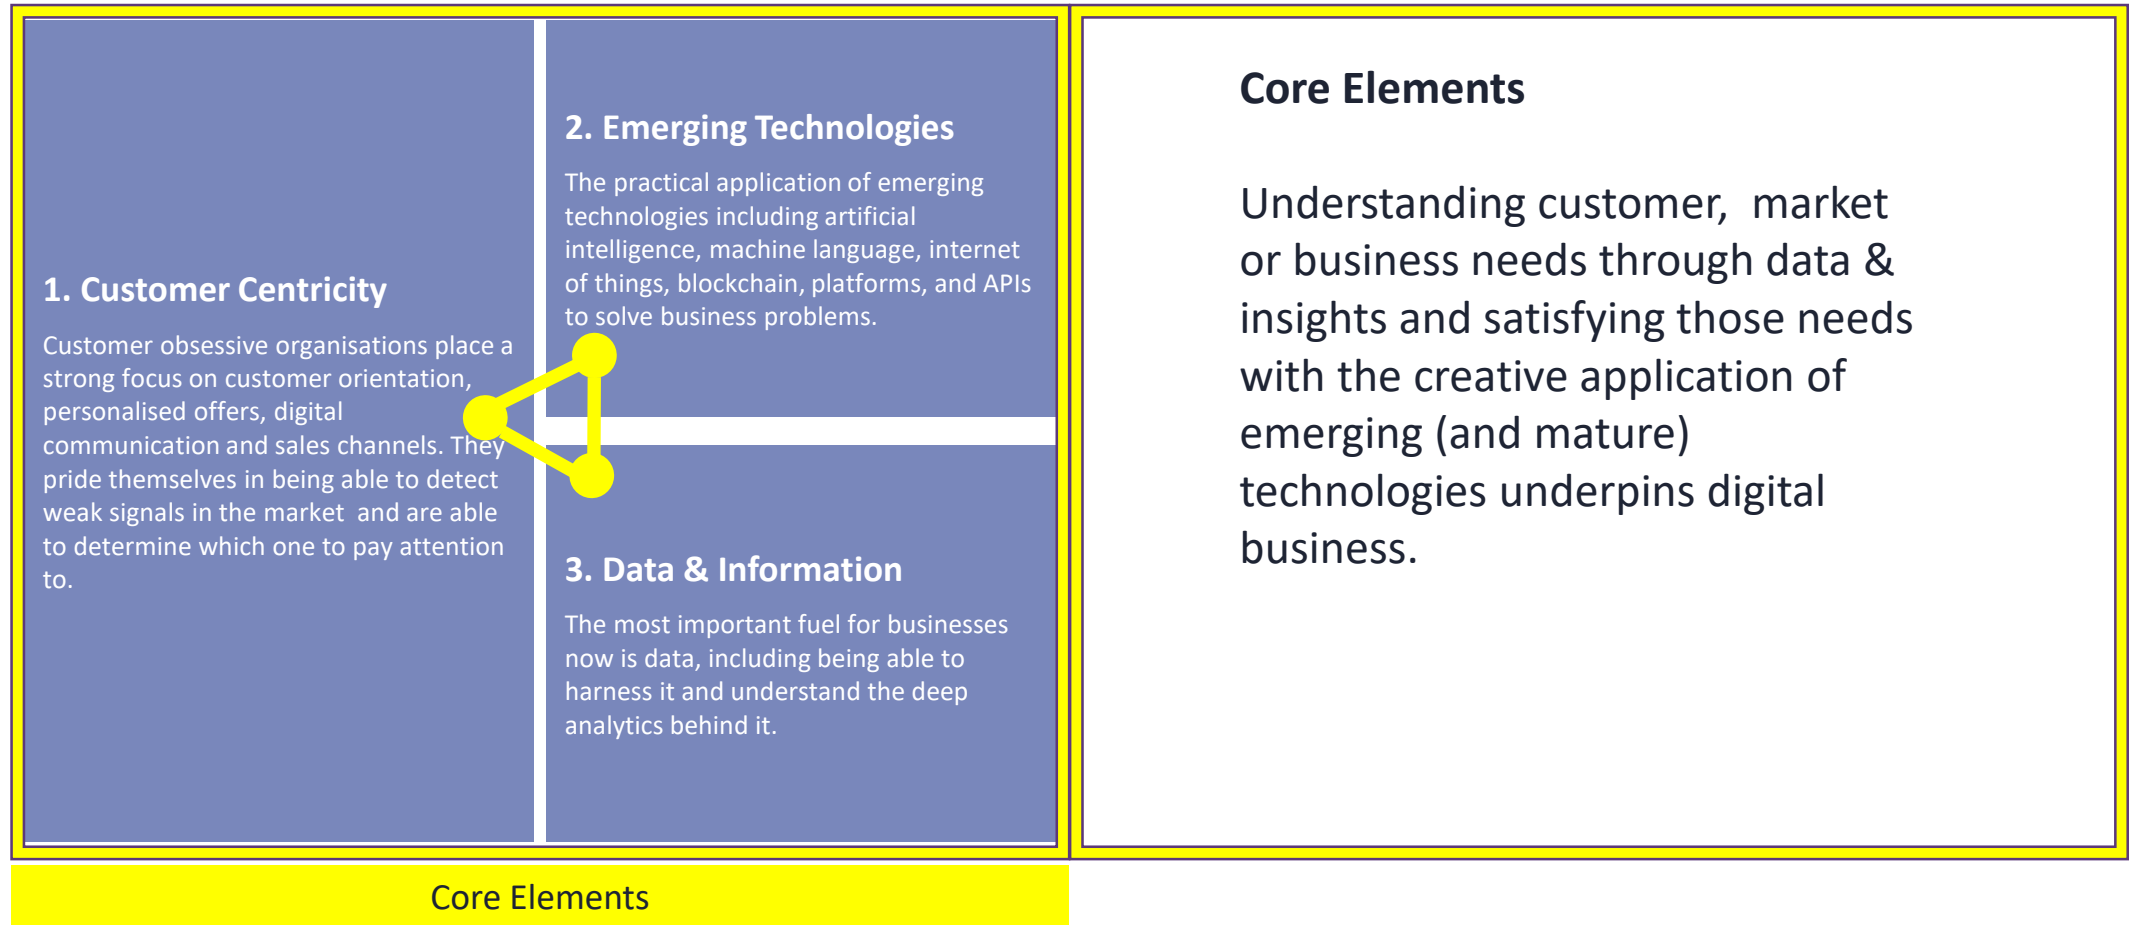 1. Customer Centricity
Customer obsessive organisations place a
strong focus on customer orientation,
personalised offers, digital
communication and sales channels. They
pride themselves in being able to detect
weak signals in the market  and are able
to determine which one to pay attention
to.
2. Emerging Technologies
The practical application of emerging
technologies including artificial
intelligence, machine language, internet
of things, blockchain, platforms, and APIs
to solve business problems.
3. Data & Information
The most important fuel for businesses
now is data, including being able to
harness it and understand the deep
analytics behind it.
Core Elements
Core Elements
Understanding customer,  market
or business needs through data &
insights and satisfying those needs
with the creative application of
emerging (and mature)
technologies underpins digital
business.